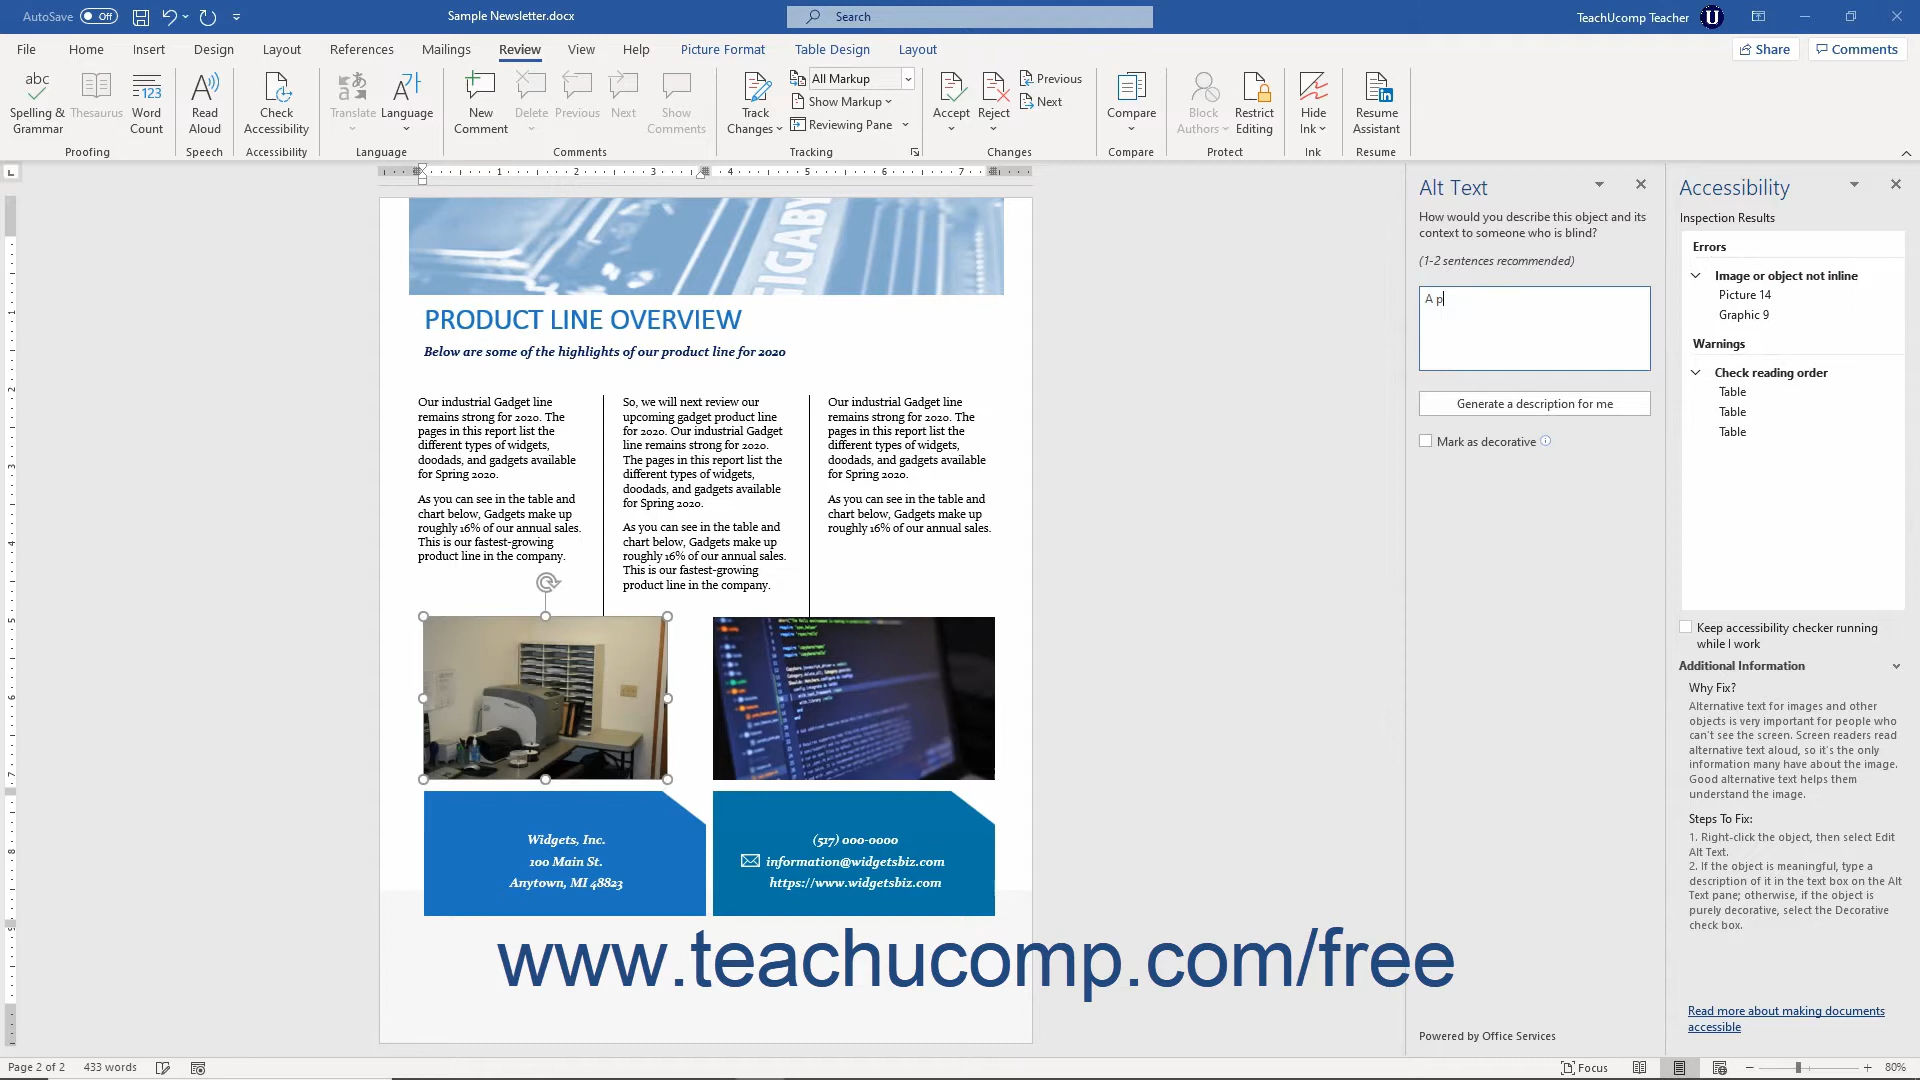 AutoSave Off
Sample Newsletter.docx
Search
TeachUcomp Teacher
U
File Home Insert Design Layout References Mailings Review View Help Picture Format Table Design Layout
Share Comments
abc
Spelling & Grammar
Thesaurus
123
Word Count
Proofing
Read Aloud
Speech
Check Accessibility
Accessibility
Translate
Language
Language
New Comment
Delete
Previous
Next
Show Comments
Comments
Track Changes
All Markup
Show Markup
Reviewing Pane
Tracking
Accept
Reject
Previous
Next
Changes
Compare
Compare
Block Authors
Restrict Editing
Protect
Hide Ink
Ink
Resume Assistant
Resume
1 2 3 4 5 6 7
GIGABY
PRODUCT LINE OVERVIEW
Below are some of the highlights of our product line for 2020
Our industrial Gadget line
remains strong for 2020. The
pages in this report list the
different types of widgets,
doodads, and gadgets available
for Spring 2020.
As you can see in the table and
chart below, Gadgets make up
roughly 16% of our annual sales.
This is our fastest-growing
product line in the company.
So, we will next review our
upcoming gadget product line
for 2020. Our industrial Gadget
line remains strong for 2020.
The pages in this report list the
different types of widgets,
doodads, and gadgets available
for Spring 2020.
As you can see in the table and
chart below, Gadgets make up
roughly 16% of our annual sales.
This is our fastest-growing
product line in the company.
Our industrial Gadget line
remains strong for 2020. The
pages in this report list the
different types of widgets,
doodads, and gadgets available
for Spring 2020.
As you can see in the table and
chart below, Gadgets make up
roughly 16% of our annual sales.
Widgets, Inc.
100 Main St.
Anytown, MI 48823
(517) 000-0000
information@widgetsbiz.com
https://www.widgetsbiz.com
www.teachucomp.com/free
Alt Text
How would you describe this object and its
context to someone who is blind?
(1-2 sentences recommended)
A p
Generate a description for me
Mark as decorative
Powered by Office Services
Accessibility
Inspection Results
Errors
Image or object not inline
Picture 14
Graphic 9
Warnings
Check reading order
Table
Table
Table
Keep accessibility checker running
while I work
Additional Information
Why Fix?
Alternative text for images and other
objects is very important for people who
can't see the screen. Screen readers read
alternative text aloud, so it's the only
information many have about the image.
Good alternative text helps them
understand the image.
Steps To Fix:
1. Right-click the object, then select Edit
Alt Text.
2. If the object is meaningful, type a
description of it in the text box on the Alt
Text pane; otherwise, if the object is
purely decorative, select the Decorative
check box.
Read more about making documents
accessible
Page 2 of 2 433 words
Focus
80%